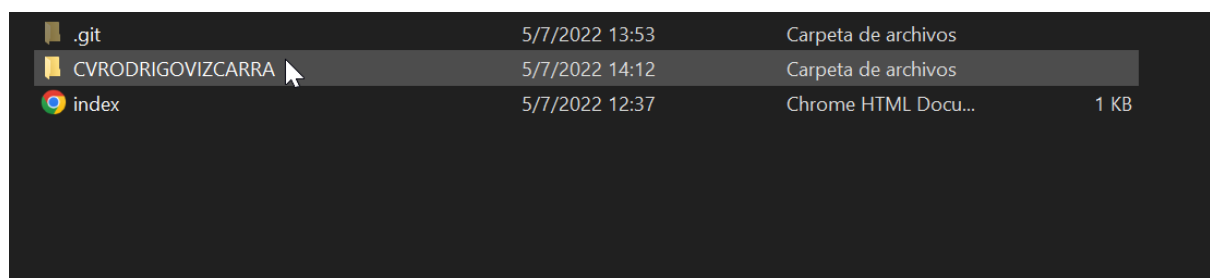 .git 5/7/2022 13:53 Carpeta de archivos
CVRODRIGOVIZCARRA 5/7/2022 14:12 Carpeta de archivos
index 5/7/2022 12:37 Chrome HTML Docu... 1 KB